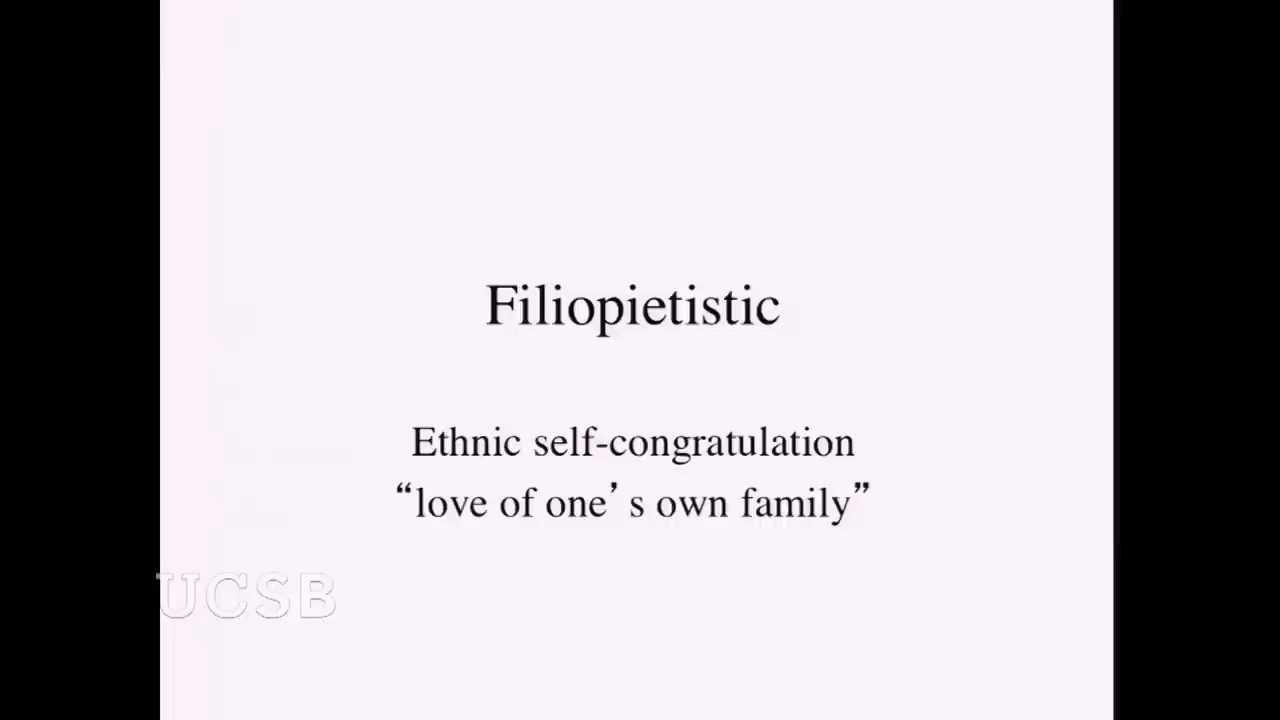 Filiopietistic
Ethnic self-congratulation
“love of one’s own family”
UCSB